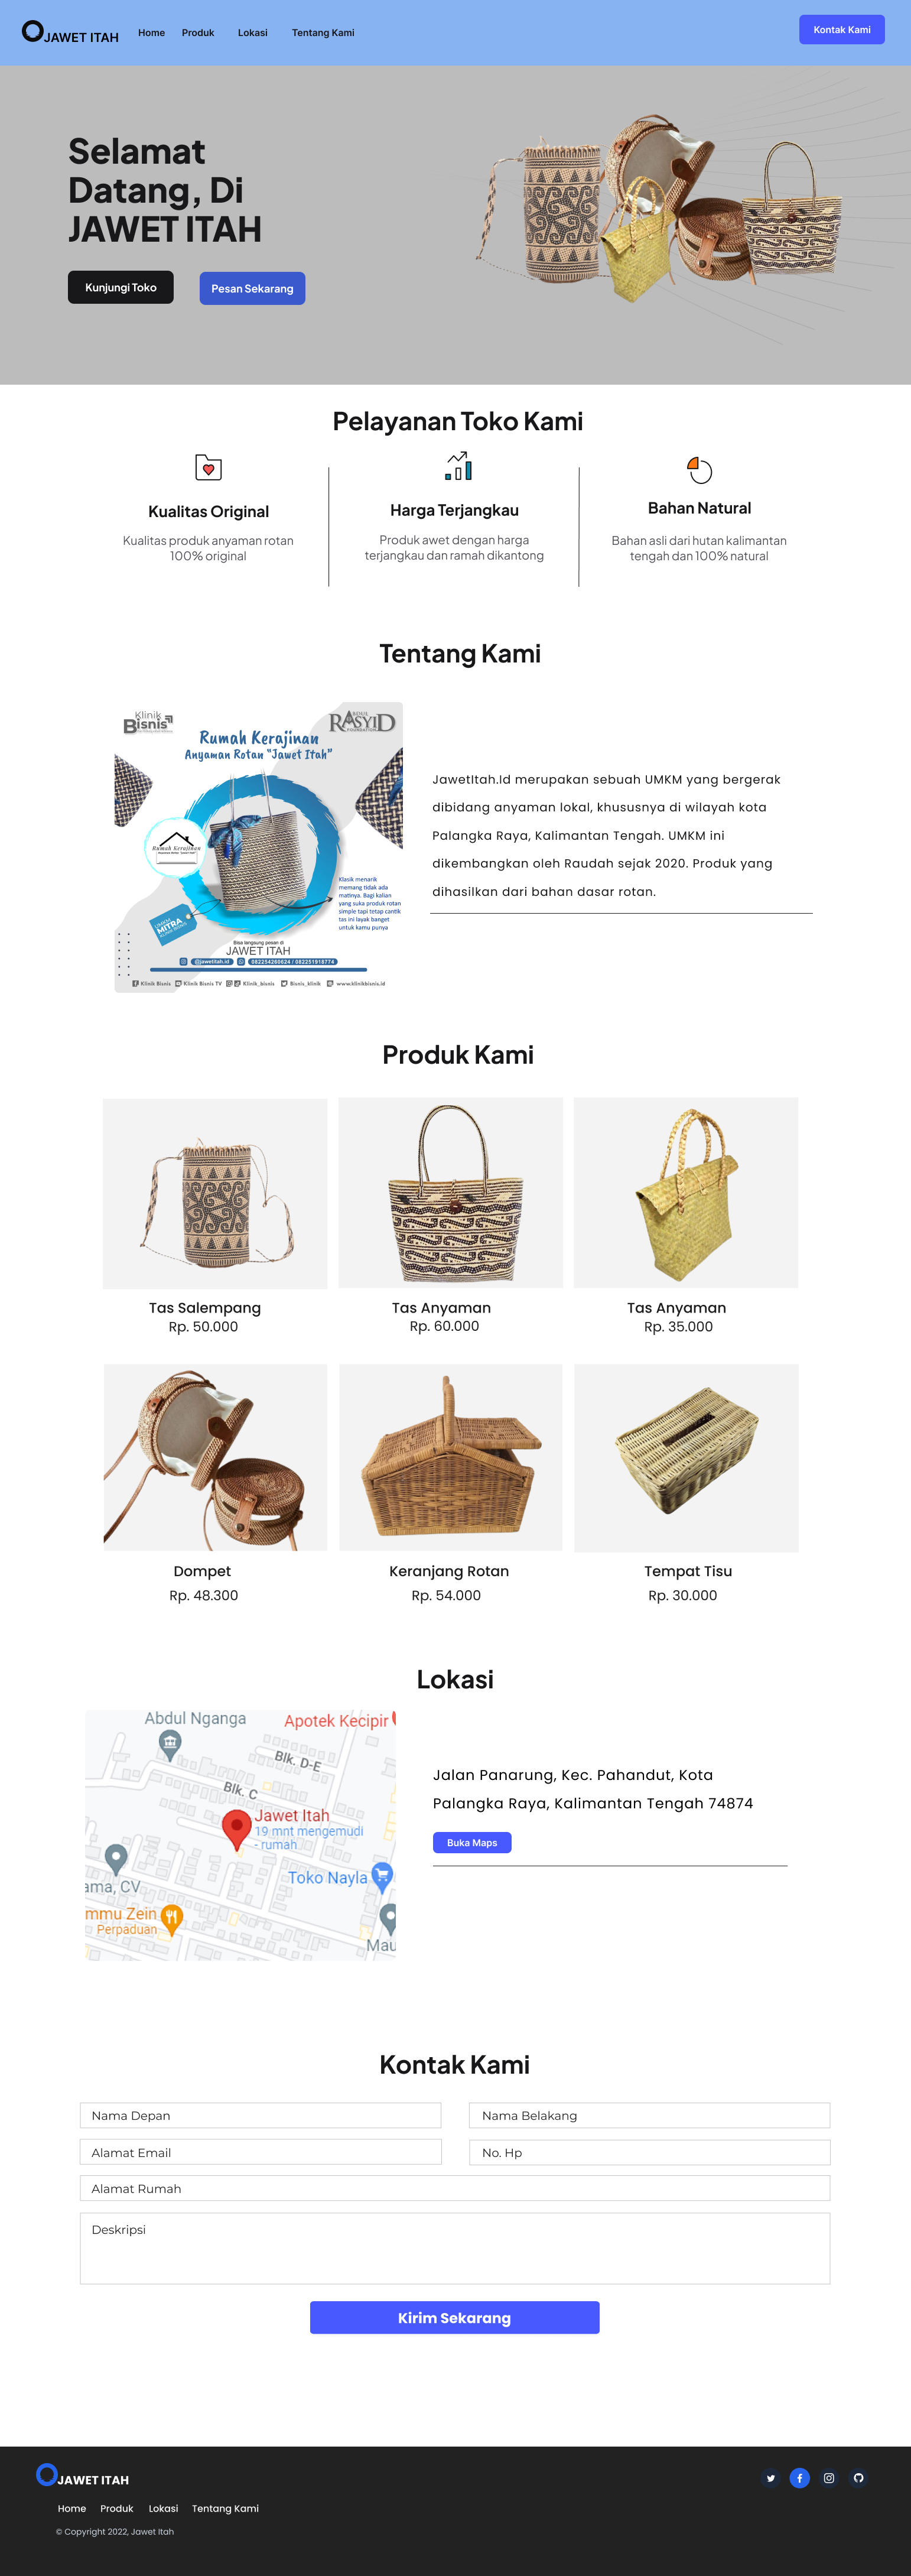 JAWET ITAH
Home Produk Lokasi Tentang Kami
Kontak Kami
Selamat
Datang, Di
JAWET ITAH
Kunjungi Toko
Pesan Sekarang
Pelayanan Toko Kami
Kualitas Original
Kualitas produk anyaman rotan
100% original
Harga Terjangkau
Produk awet dengan harga
terjangkau dan ramah dikantong
Bahan Natural
Bahan asli dari hutan kalimantan
tengah dan 100% natural
Tentang Kami
Klinik
Bisnis
RASYID
FOUNDATION
Rumah Kerajinan
Anyaman Rotan "Jawet Itah"
Rumah Kerajinan
MITRA
Klasik menarik
memang tidak ada
matinya. Bagi kalian
yang suka produk rotan
simple tapi tetap cantik
tas ini layak banget
untuk kamu punya
Bisa langsung pesan di
JAWET ITAH
@jawetitah.id 082254260624 / 082251918774
Klinik Bisnis Klinik Bisnis TV Klinik_bisnis Bisnis_klinik www.klinikbisnis.id
JawetItah.Id merupakan sebuah UMKM yang bergerak
dibidang anyaman lokal, khususnya di wilayah kota
Palangka Raya, Kalimantan Tengah. UMKM ini
dikembangkan oleh Raudah sejak 2020. Produk yang
dihasilkan dari bahan dasar rotan.
Produk Kami
Tas Salempang
Rp. 50.000
Tas Anyaman
Rp. 60.000
Tas Anyaman
Rp. 35.000
Dompet
Rp. 48.300
Keranjang Rotan
Rp. 54.000
Tempat Tisu
Rp. 30.000
Lokasi
Abdul Nganga
Apotek Kecipir
Blk. D-E
Blk. C
Jawet Itah
19 mnt mengemudi
- rumah
Toko Nayla
ama, CV
mmu Zein
Perpaduan
Mau
Jalan Panarung, Kec. Pahandut, Kota
Palangka Raya, Kalimantan Tengah 74874
Buka Maps
Kontak Kami
Nama Depan
Nama Belakang
Alamat Email
No. Hp
Alamat Rumah
Deskripsi
Kirim Sekarang
JAWET ITAH
Home Produk Lokasi Tentang Kami
© Copyright 2022, Jawet Itah